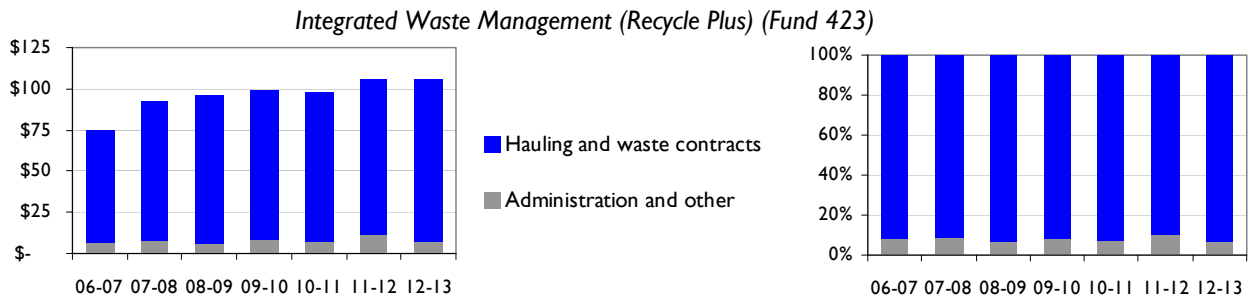 Integrated Waste Management (Recycle Plus) (Fund 423)
$125
$100
$75
$50
$25
$-
06-07 07-08 08-09 09-10 10-11 11-12 12-13
Hauling and waste contracts
Administration and other
100%
80%
60%
40%
20%
0%
06-07 07-08 08-09 09-10 10-11 11-12 12-13